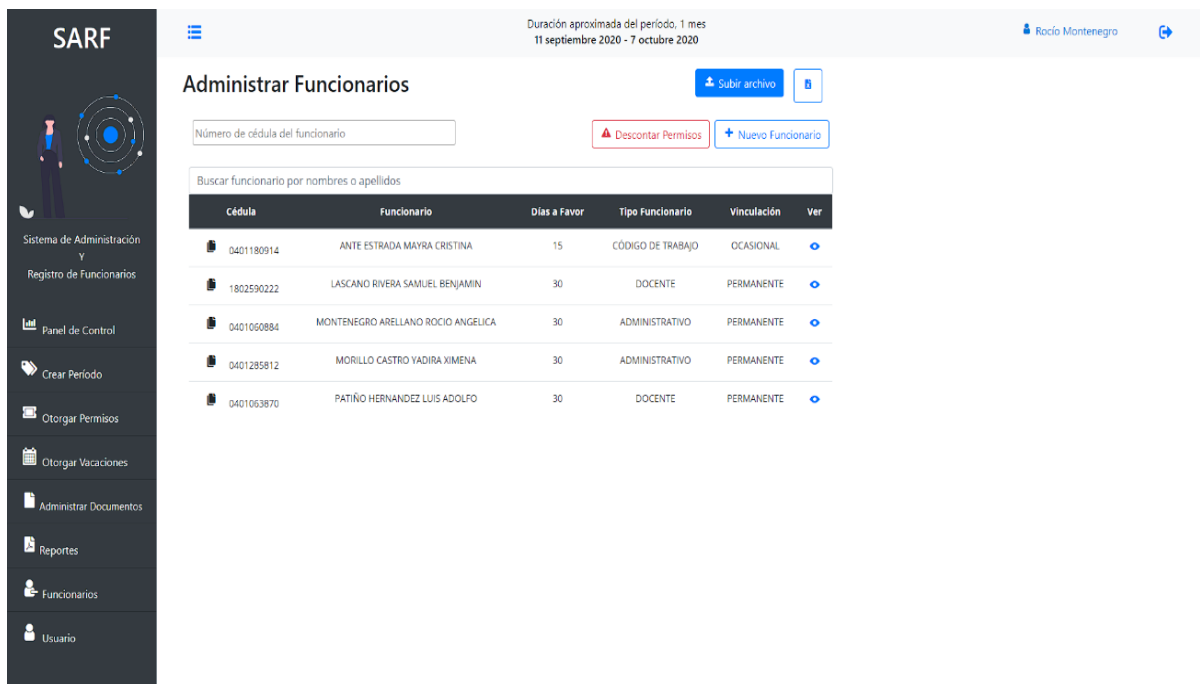 SARF
Sistema de Administración
Y
Registro de Funcionarios
Panel de Control
Crear Período
Otorgar Permisos
Otorgar Vacaciones
Administrar Documentos
Reportes
Funcionarios
Usuario
Duración aproximada del período, 1 mes
11 septiembre 2020 - 7 octubre 2020
Rocío Montenegro
Administrar Funcionarios
Subir archivo
Número de cédula del funcionario
Descontar Permisos
Nuevo Funcionario
Buscar funcionario por nombres o apellidos
Cédula Funcionario Días a Favor Tipo Funcionario Vinculación Ver
0401180914 ANTE ESTRADA MAYRA CRISTINA 15 CÓDIGO DE TRABAJO OCASIONAL
1802590222 LASCANO RIVERA SAMUEL BENJAMIN 30 DOCENTE PERMANENTE
0401060884 MONTENEGRO ARELLANO ROCIO ANGELICA 30 ADMINISTRATIVO PERMANENTE
0401285812 MORILLO CASTRO YADIRA XIMENA 30 ADMINISTRATIVO PERMANENTE
0401063870 PATIÑO HERNANDEZ LUIS ADOLFO 30 DOCENTE PERMANENTE